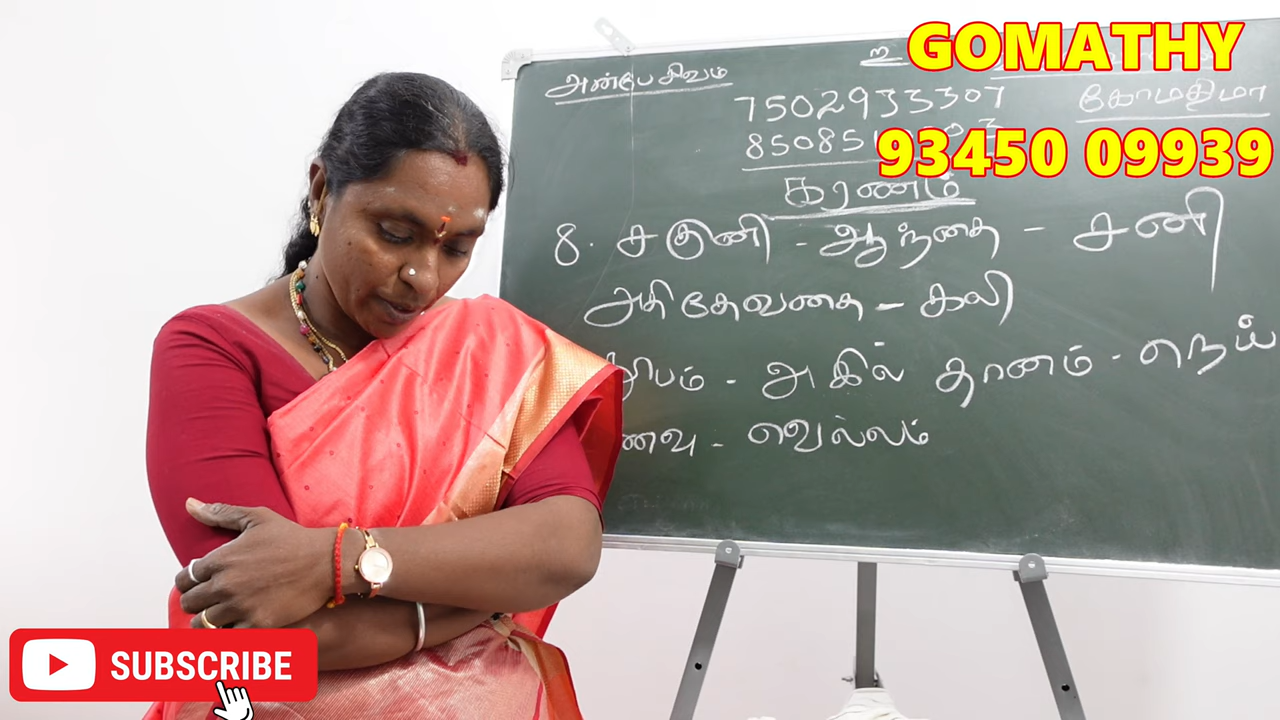 GOMATHY
அன்பே சிவம்
7502933307
கோமதிமா
93450 09939
கரணம்
8. சகுனி - ஆந்தை - சனி
அதிதேவதை - கலி
- அகில் தானம் - நெய்
- வெல்லம்
SUBSCRIBE